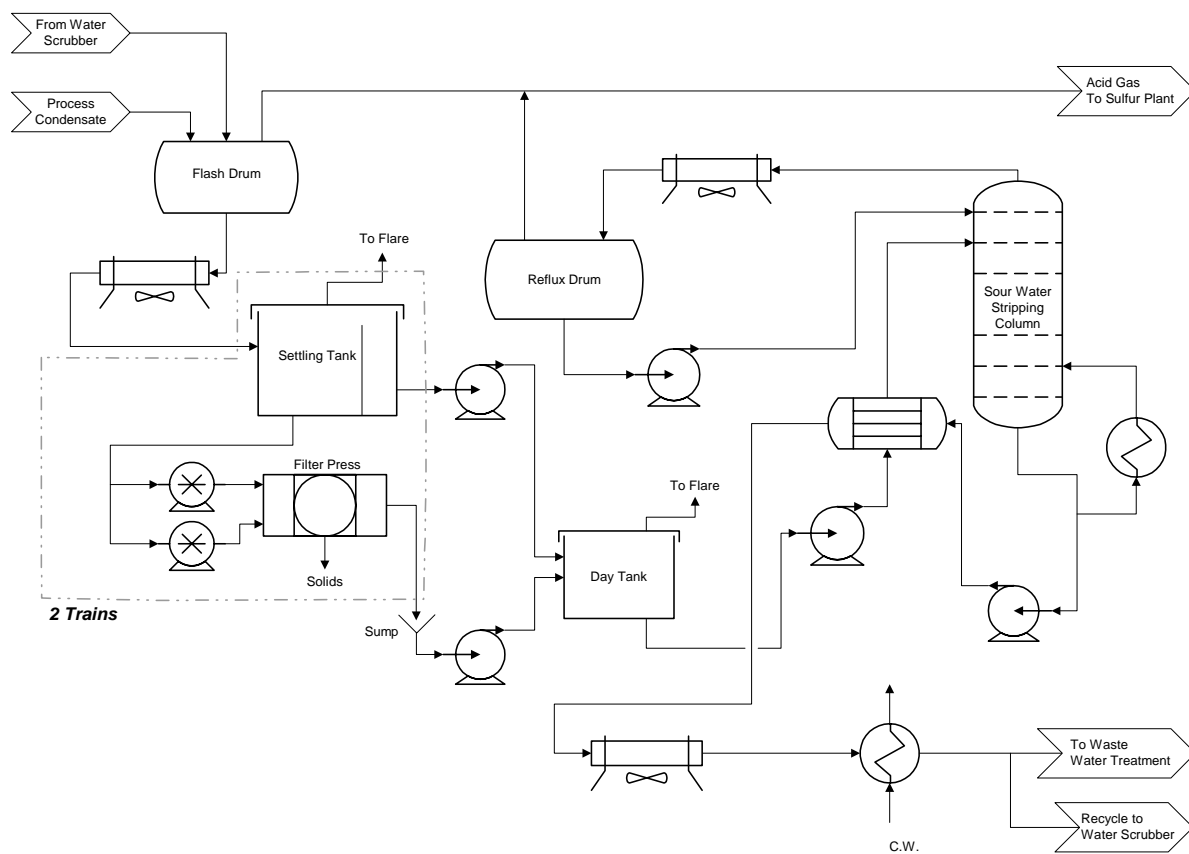 From Water
Scrubber
Process
Condensate
Acid Gas
To Sulfur Plant
Flash Drum
To Flare
Reflux Drum
Sour Water
Stripping
Column
Settling Tank
Filter Press
To Flare
Solids
Day Tank
2 Trains
Sump
To Waste
Water Treatment
Recycle to
Water Scrubber
C.W.